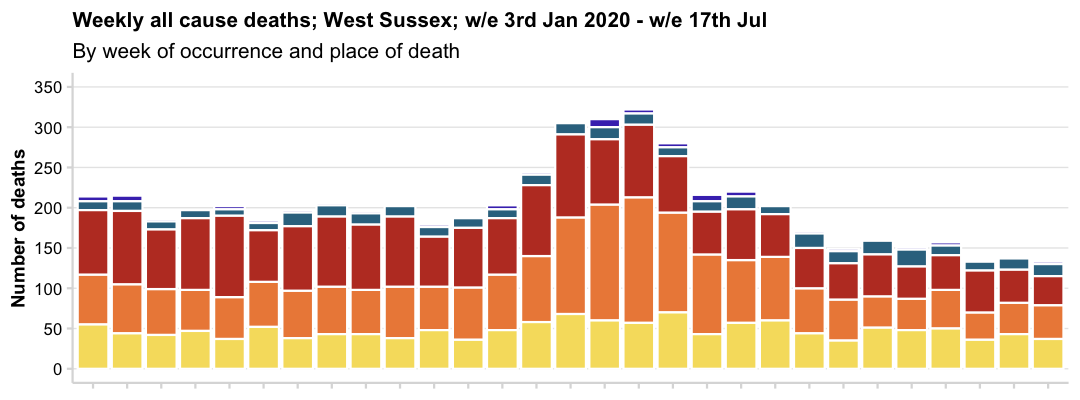 Weekly all cause deaths; West Sussex; w/e 3rd Jan 2020 - w/e 17th Jul
By week of occurrence and place of death
Number of deaths
350
300
250
200
150
100
50
0